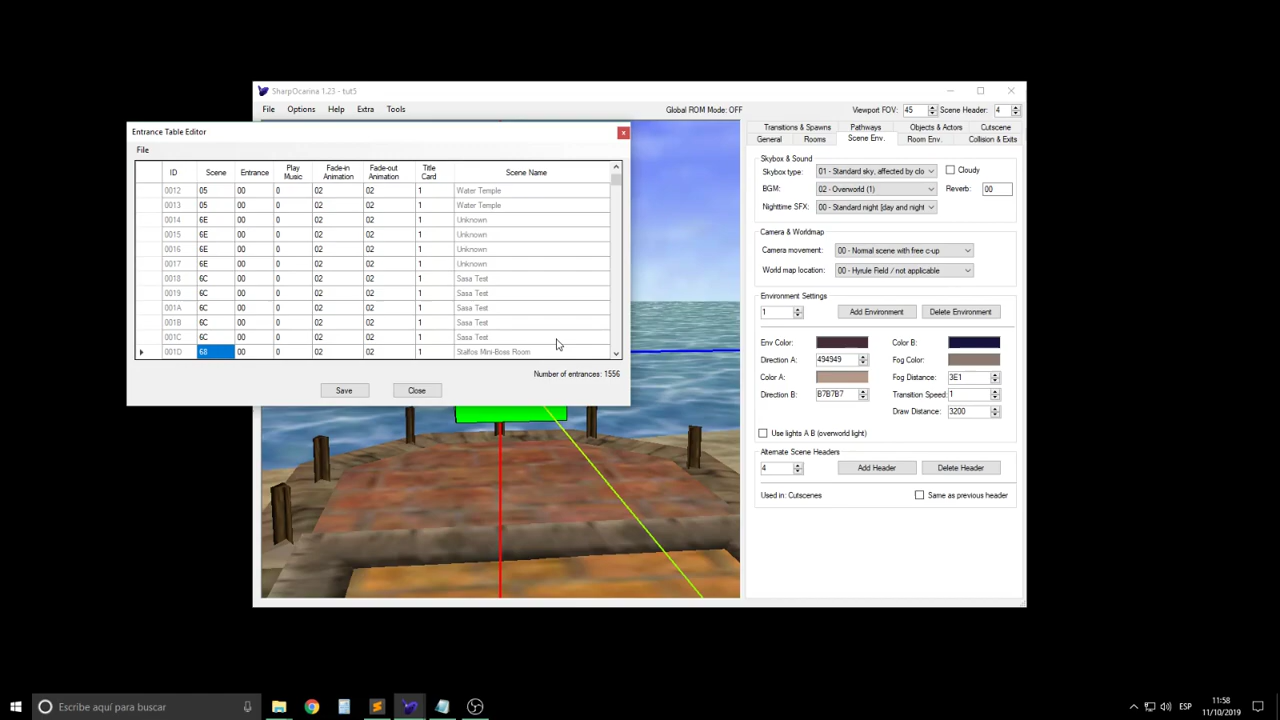 SharpOcarina 1.23 - tut5
File Options Help Extra Tools Global ROM Mode: OFF Viewport FOV: 45 Scene Header: 4
Entrance Table Editor
File
ID Scene Entrance Play Music Fade-in Animation Fade-out Animation Title Card Scene Name
0012 05 00 0 02 02 1 Water Temple
0013 05 00 0 02 02 1 Water Temple
0014 6E 00 0 02 02 1 Unknown
0015 6E 00 0 02 02 1 Unknown
0016 6E 00 0 02 02 1 Unknown
0017 6E 00 0 02 02 1 Unknown
0018 6C 00 0 02 02 1 Sasa Test
0019 6C 00 0 02 02 1 Sasa Test
001A 6C 00 0 02 02 1 Sasa Test
001B 6C 00 0 02 02 1 Sasa Test
001C 6C 00 0 02 02 1 Sasa Test
001D 68 00 0 02 02 1 Stalfos Mini-Boss Room
Number of entrances: 1556
Save Close
Transitions & Spawns Pathways Objects & Actors Cutscene
General Rooms Scene Env. Room Env. Collision & Exits
Skybox & Sound
Skybox type: 01 - Standard sky, affected by clo Cloudy
BGM: 02 - Overworld (1) Reverb: 00
Nighttime SFX: 00 - Standard night [day and night
Camera & Worldmap
Camera movement: 00 - Normal scene with free c-up
World map location: 00 - Hyrule Field / not applicable
Environment Settings
1 Add Environment Delete Environment
Env Color: Color B:
Direction A: 494949 Fog Color:
Color A: Fog Distance: 3E1
Direction B: B7B7B7 Transition Speed: 1
Draw Distance: 3200
Use lights A B (overworld light)
Alternate Scene Headers
4 Add Header Delete Header
Used in: Cutscenes Same as previous header
Escribe aquí para buscar
ESP
11:58
11/10/2019